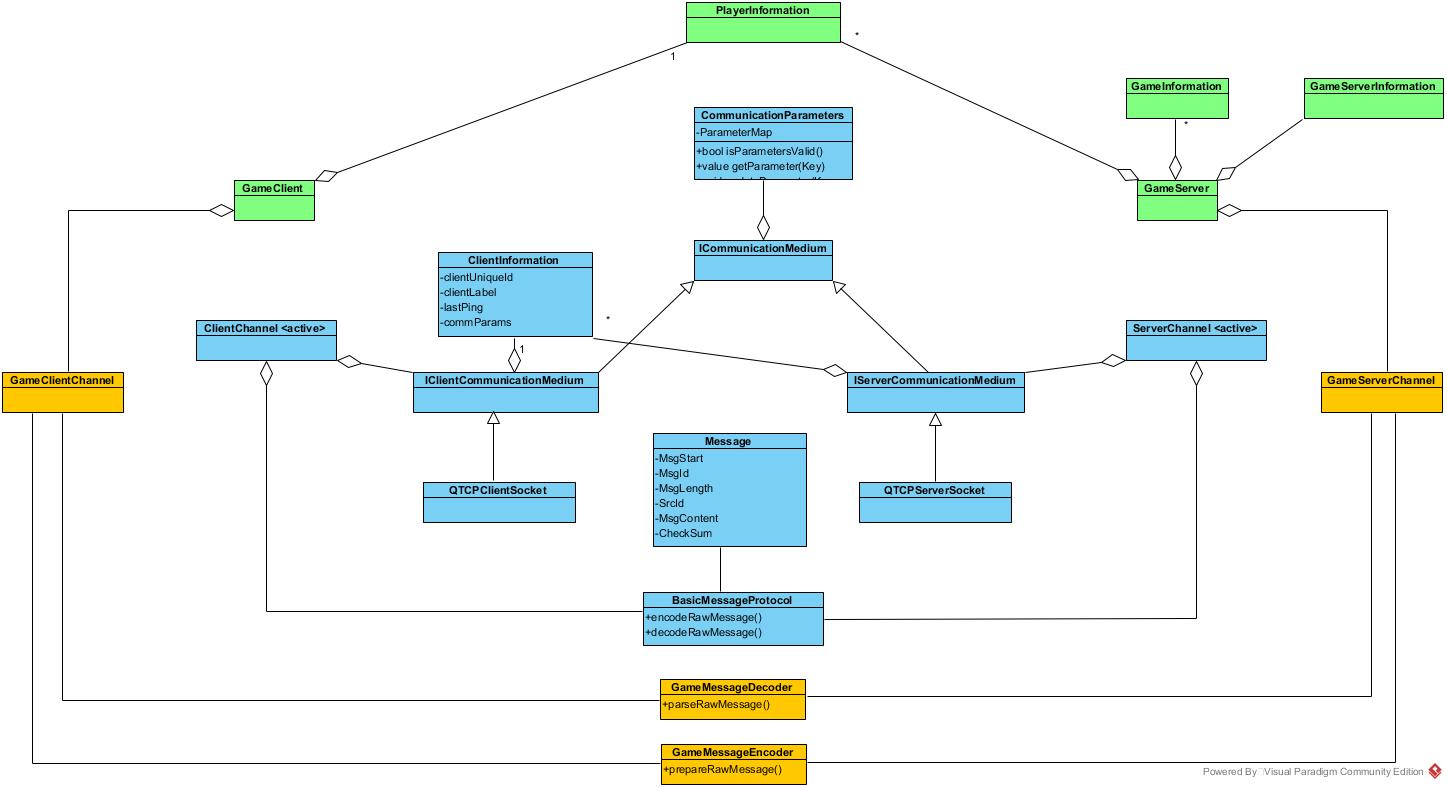 PlayerInformation
1
*
GameInformation
*
GameServerInformation
CommunicationParameters
-ParameterMap
+bool isParametersValid()
+value getParameter(Key)
GameClient
GameServer
ICommunicationMedium
ClientInformation
-clientUniqueId
-clientLabel
-lastPing
-commParams
*
1
ClientChannel <active>
ServerChannel <active>
GameClientChannel
IClientCommunicationMedium
IServerCommunicationMedium
GameServerChannel
Message
-MsgStart
-MsgId
-MsgLength
-SrcId
-MsgContent
-CheckSum
QTCPClientSocket
QTCPServerSocket
BasicMessageProtocol
+encodeRawMessage()
+decodeRawMessage()
GameMessageDecoder
+parseRawMessage()
GameMessageEncoder
+prepareRawMessage()
Powered By Visual Paradigm Community Edition